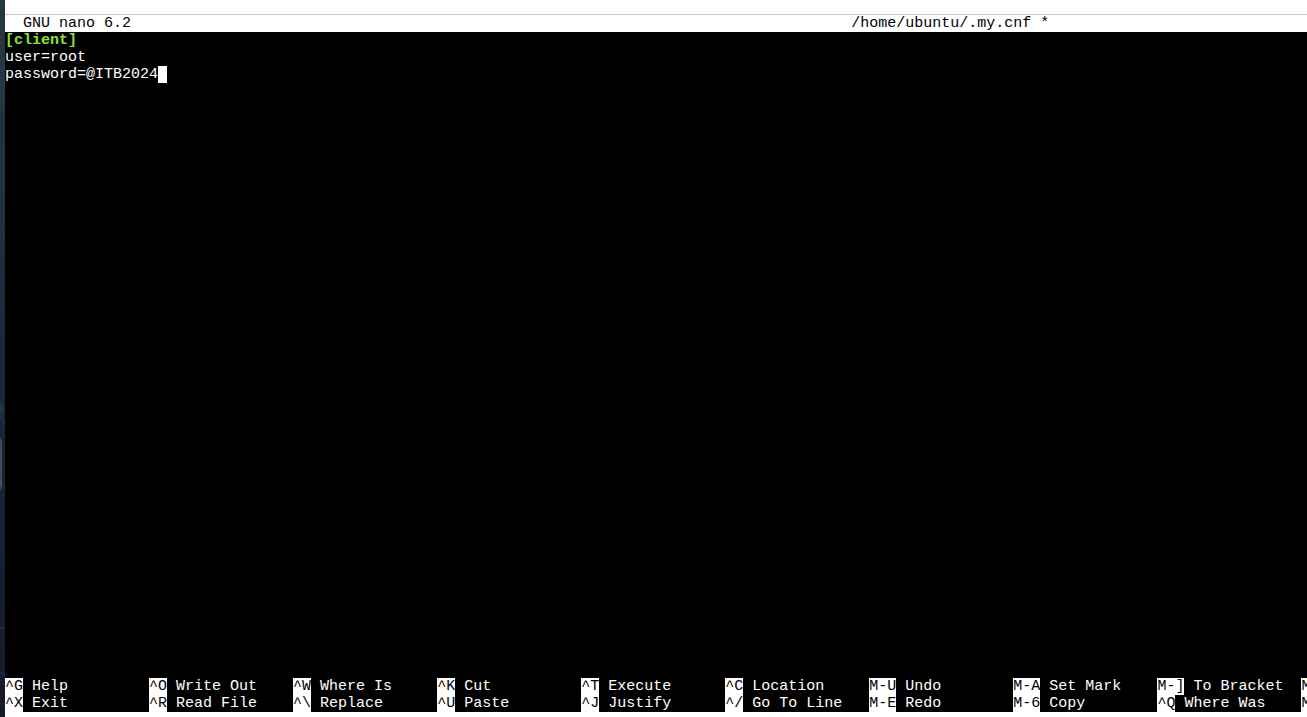 GNU nano 6.2 /home/ubuntu/.my.cnf *
[client]
user=root
password=@ITB2024
^G Help ^O Write Out ^W Where Is ^K Cut ^T Execute ^C Location M-U Undo M-A Set Mark M-] To Bracket
^X Exit ^R Read File ^\ Replace ^U Paste ^J Justify ^/ Go To Line M-E Redo M-6 Copy ^Q Where Was